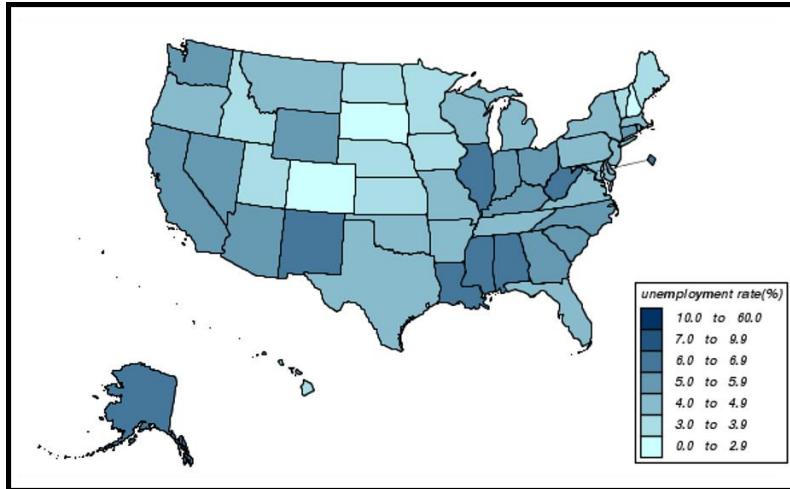 unemployment rate(%)
10.0 to 60.0
7.0 to 9.9
6.0 to 6.9
5.0 to 5.9
4.0 to 4.9
3.0 to 3.9
0.0 to 2.9